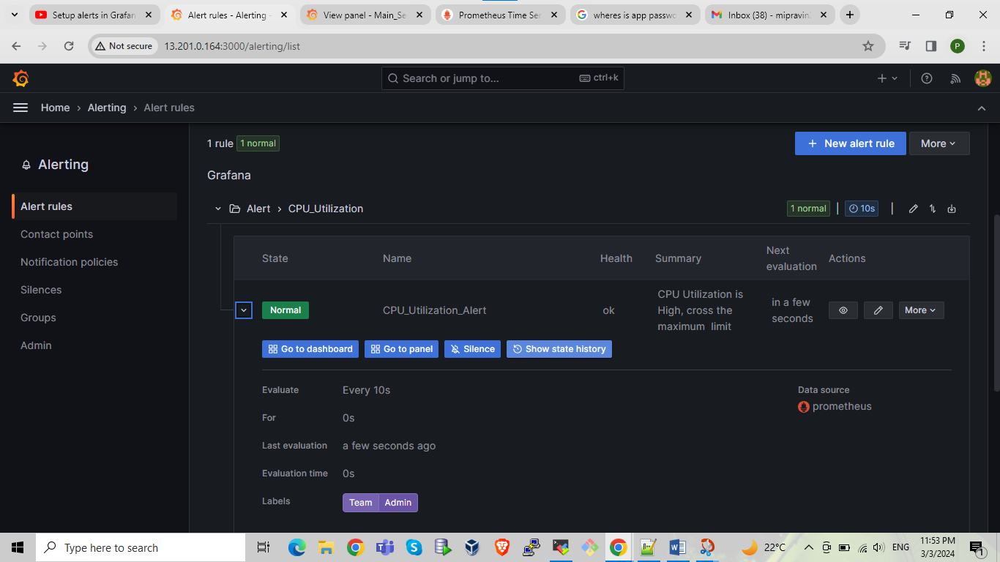 Setup alerts in Grafan
Alert rules - Alerting -
View panel - Main_Se
Prometheus Time Ser
wheres is app passwo
Inbox (38) - mipravin
Not secure
13.201.0.164:3000/alerting/list
P
Search or jump to...
ctrl+k
Home > Alerting > Alert rules
1 rule 1 normal
+ New alert rule
More
Alerting
Grafana
Alert rules
Contact points
Notification policies
Silences
Groups
Admin
Alert > CPU_Utilization
1 normal | 10s |
State Name Health Summary Next evaluation Actions
Normal
CPU_Utilization_Alert
ok
CPU Utilization is
High, cross the
maximum limit
in a few
seconds
More
Go to dashboard
Go to panel
Silence
Show state history
Evaluate Every 10s
Data source
prometheus
For 0s
Last evaluation a few seconds ago
Evaluation time 0s
Labels Team Admin
Type here to search
22°C
ENG
11:53 PM
3/3/2024
1